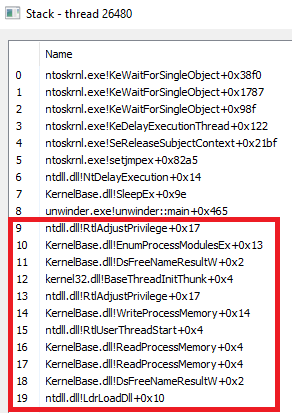 Stack - thread 26480
Name
0 ntoskrnl.exe!KeWaitForSingleObject+0x38f0
1 ntoskrnl.exe!KeWaitForSingleObject+0x1787
2 ntoskrnl.exe!KeWaitForSingleObject+0x98f
3 ntoskrnl.exe!KeDelayExecutionThread+0x122
4 ntoskrnl.exe!SeReleaseSubjectContext+0x21bf
5 ntoskrnl.exe!setjmpex+0x82a5
6 ntdll.dll!NtDelayExecution+0x14
7 KernelBase.dll!SleepEx+0x9e
8 unwinder.exe!unwinder::main+0x465
9 ntdll.dll!RtlAdjustPrivilege+0x17
10 KernelBase.dll!EnumProcessModulesEx+0x13
11 KernelBase.dll!DsFreeNameResultW+0x2
12 kernel32.dll!BaseThreadInitThunk+0x4
13 ntdll.dll!RtlAdjustPrivilege+0x17
14 KernelBase.dll!WriteProcessMemory+0x14
15 ntdll.dll!RtlUserThreadStart+0x4
16 KernelBase.dll!ReadProcessMemory+0x4
17 KernelBase.dll!ReadProcessMemory+0x4
18 KernelBase.dll!DsFreeNameResultW+0x2
19 ntdll.dll!LdrLoadDll+0x10